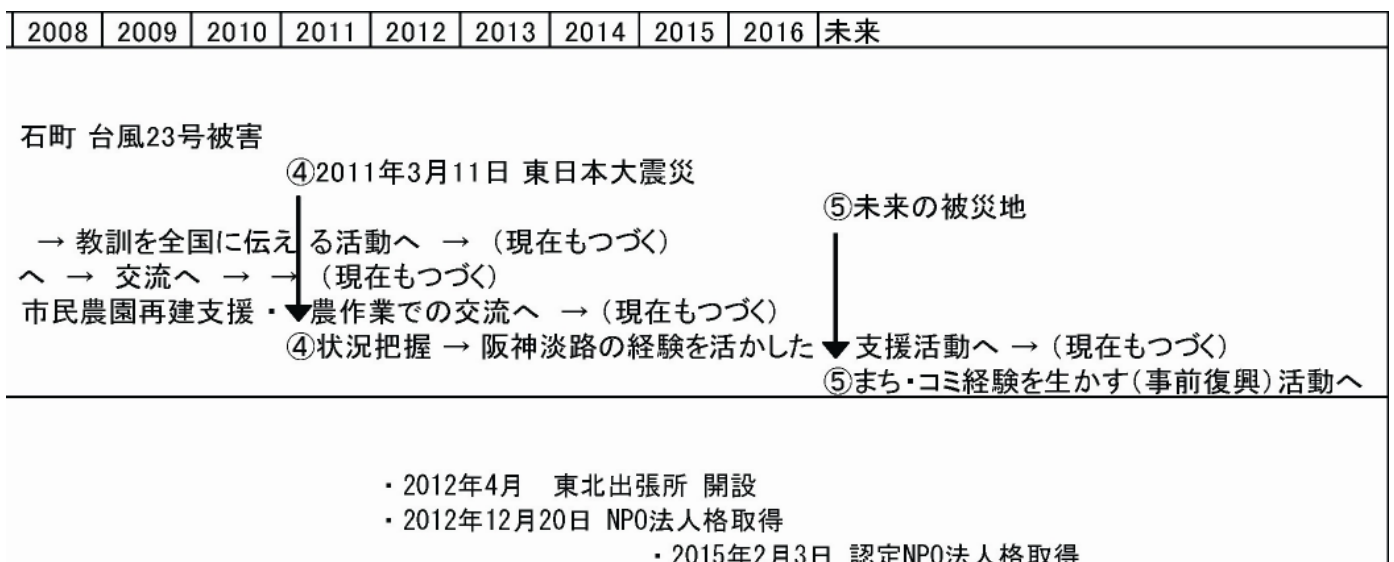 2008 2009 2010 2011 2012 2013 2014 2015 2016 未来
石町 台風23号被害
④2011年3月11日 東日本大震災
⑤未来の被災地
→ 教訓を全国に伝える活動へ → (現在もつづく)
へ → 交流へ → → (現在もつづく)
市民農園再建支援・農作業での交流へ → (現在もつづく)
④状況把握 → 阪神淡路の経験を活かした 支援活動へ → (現在もつづく)
⑤まち・コミ経験を生かす(事前復興)活動へ
・2012年4月 東北出張所 開設
・2012年12月20日 NPO法人格取得
・2015年2月3日 認定NPO法人格取得